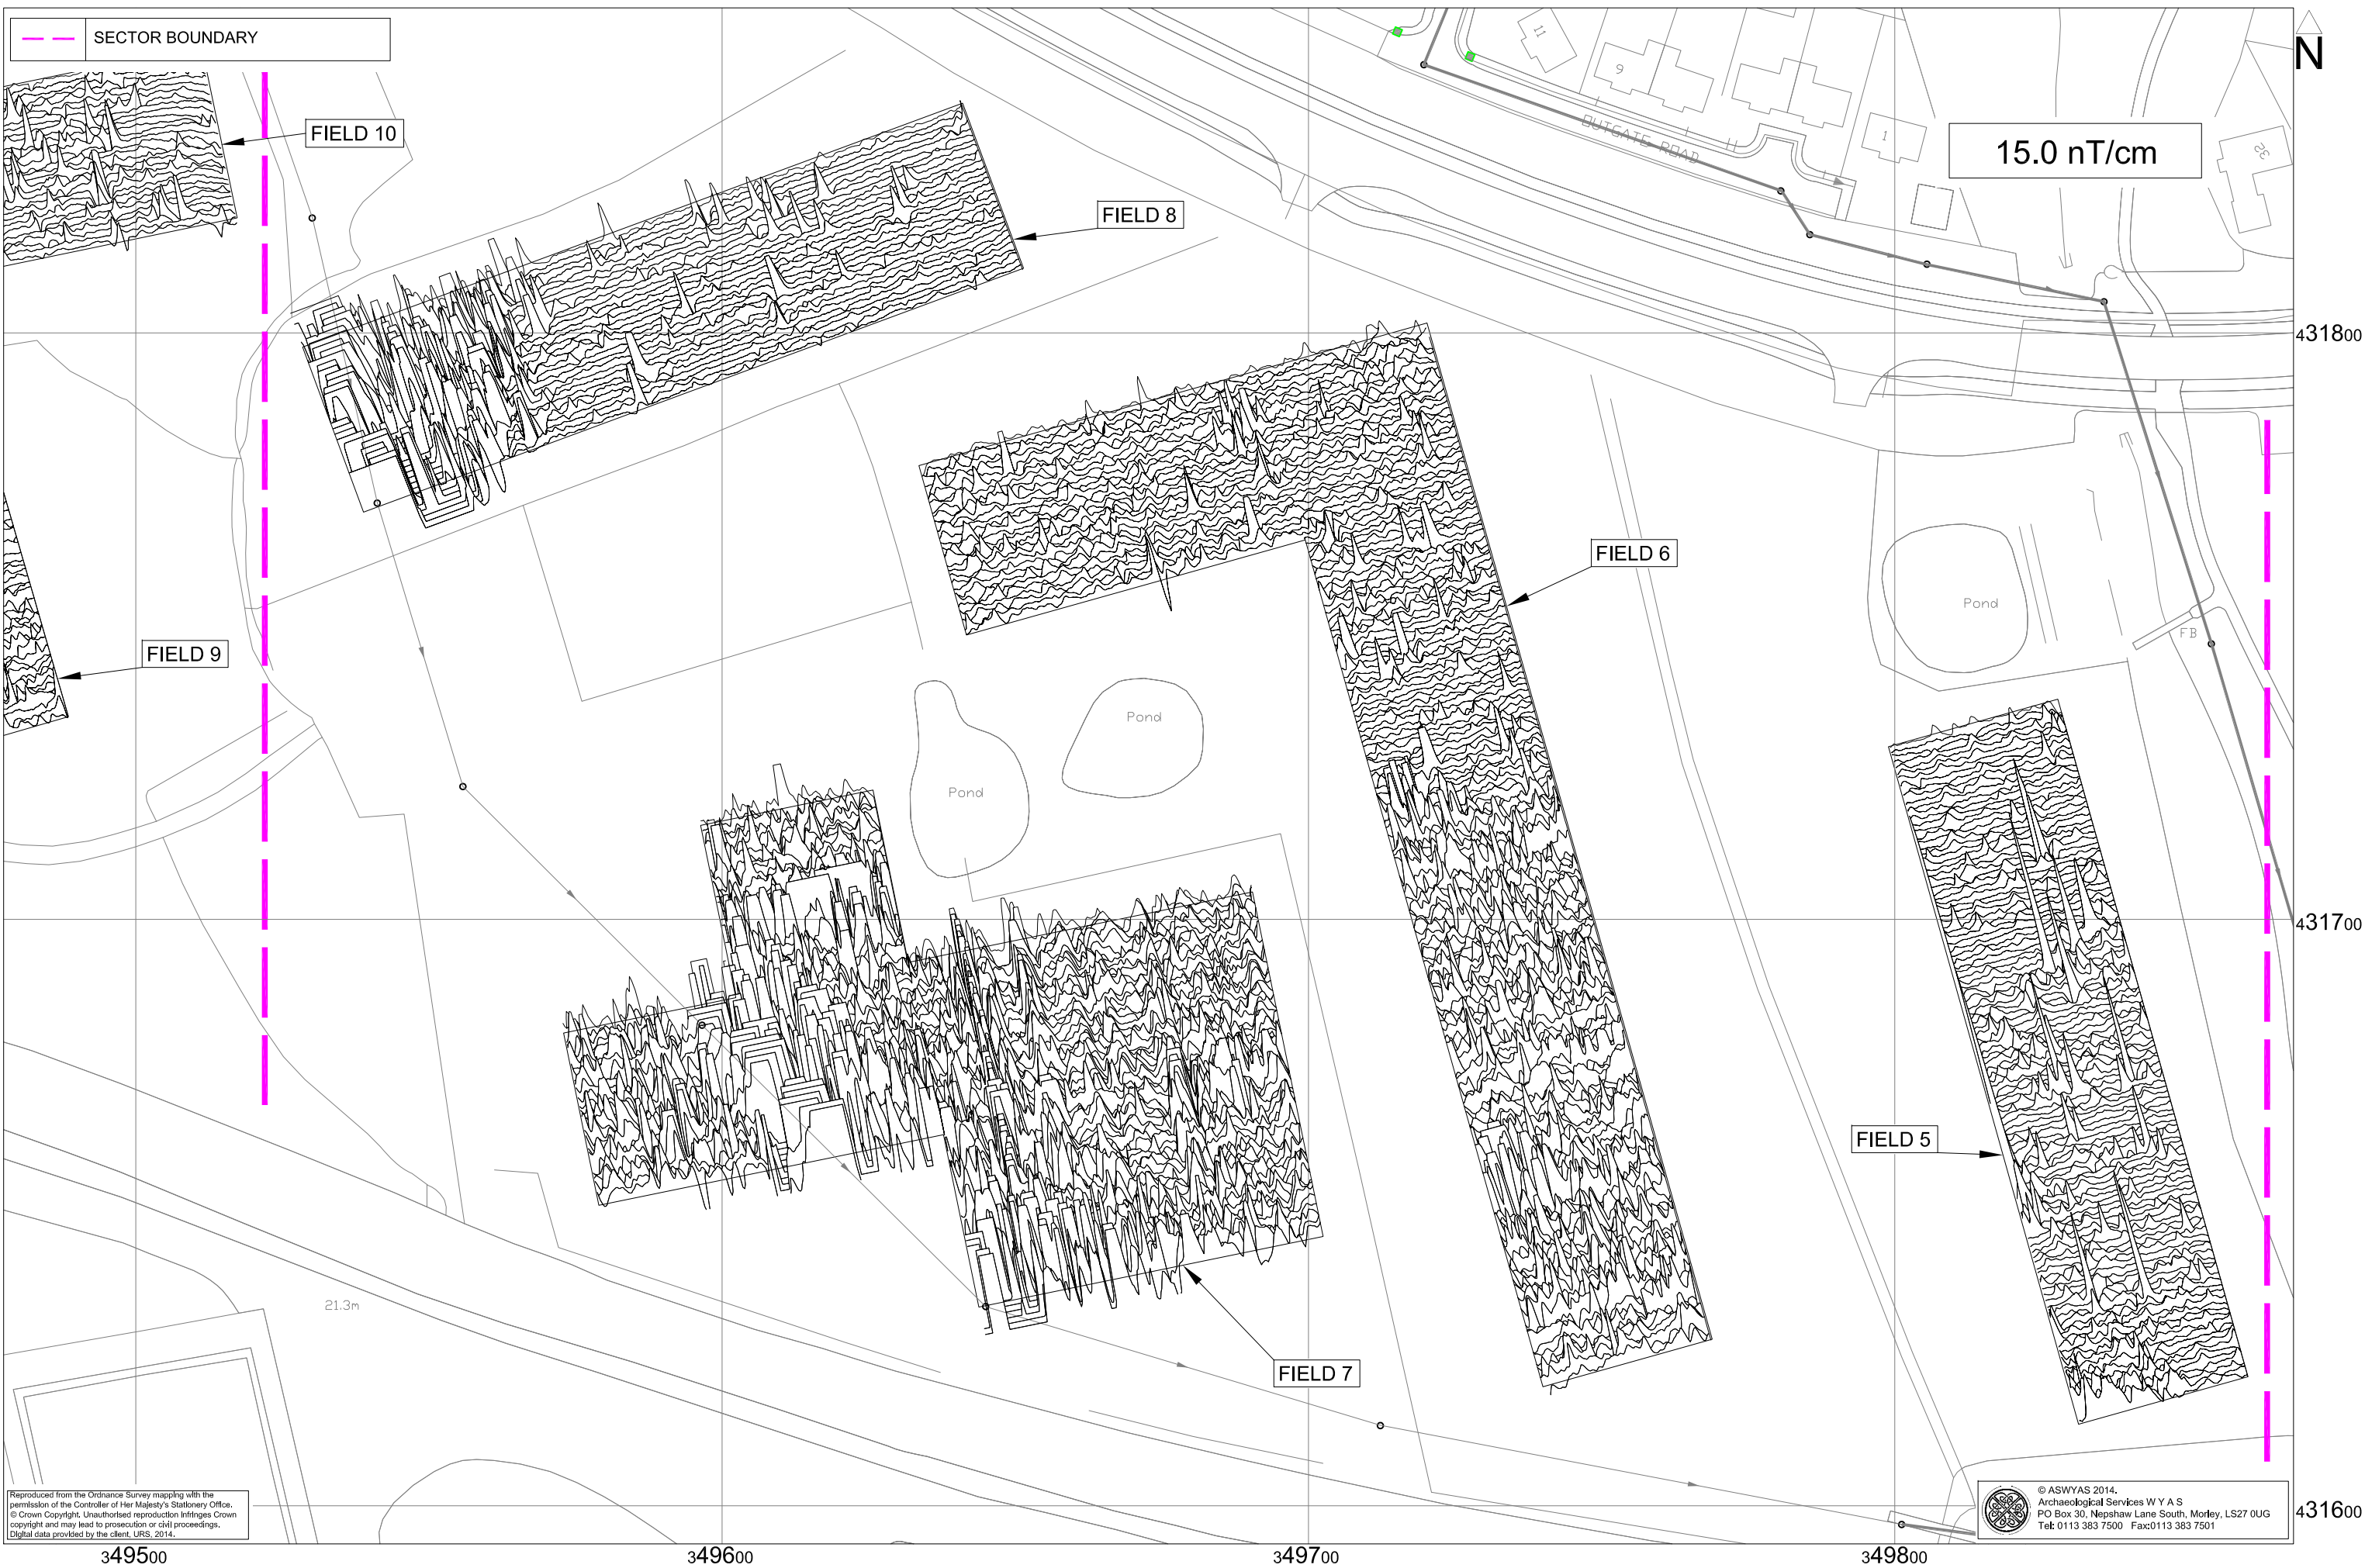 SECTOR BOUNDARY
N
11
9
1
32
OUTGATE ROAD
15.0 nT/cm
FIELD 10
FIELD 8
431800
FIELD 6
Pond
FB
FIELD 9
Pond
Pond
431700
FIELD 5
21.3m
FIELD 7
Reproduced from the Ordnance Survey mapping with the
permission of the Controller of Her Majesty's Stationery Office.
© Crown Copyright. Unauthorised reproduction infringes Crown
copyright and may lead to prosecution or civil proceedings.
Digital data provided by the client, URS, 2014.
© ASWYAS 2014.
Archaeological Services W Y A S
PO Box 30, Nepshaw Lane South, Morley, LS27 0UG
Tel: 0113 383 7500 Fax:0113 383 7501
431600
349500
349600
349700
349800